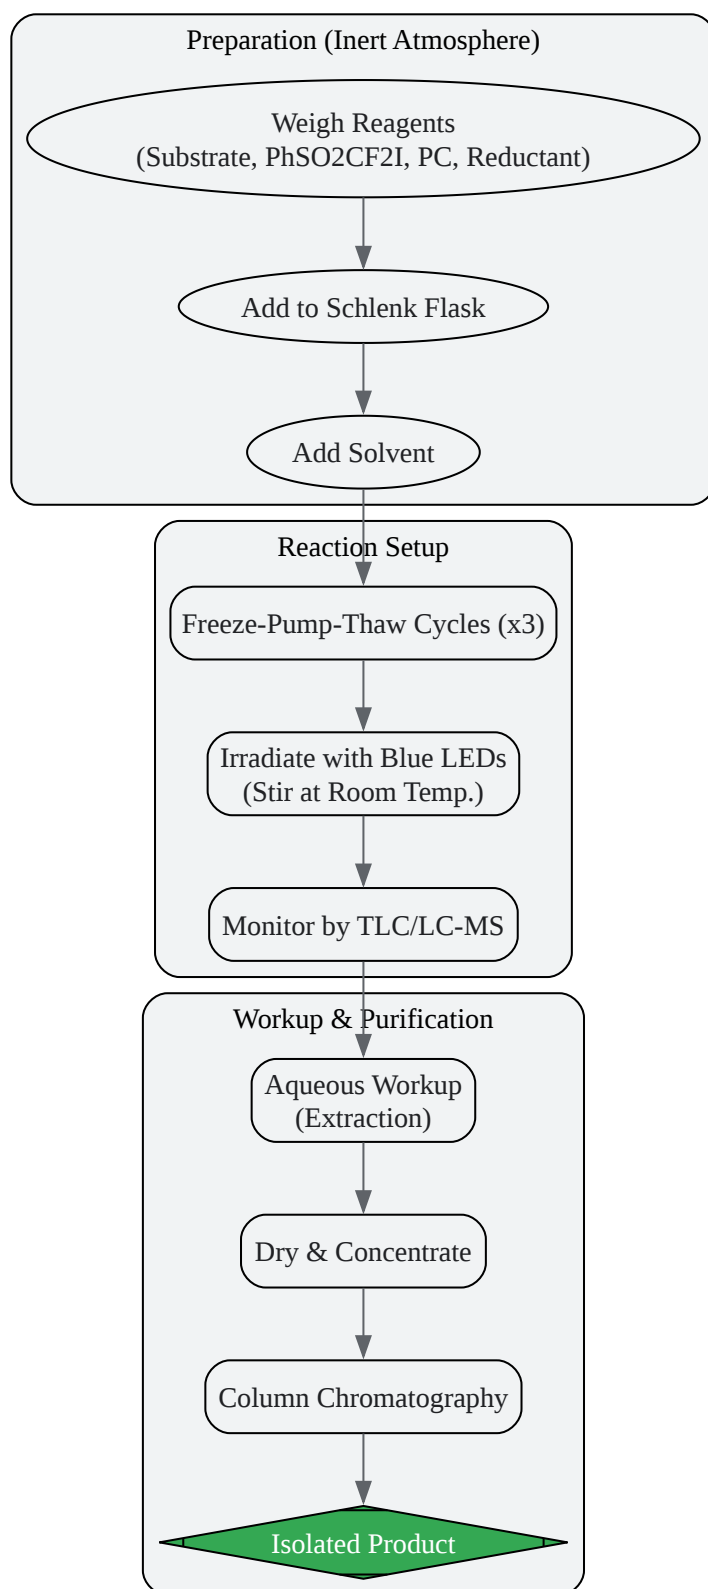 Preparation (Inert Atmosphere)
Weigh Reagents
(Substrate, PhSO2CF2I, PC, Reductant)
Add to Schlenk Flask
Add Solvent
Reaction Setup
Freeze-Pump-Thaw Cycles (x3)
Irradiate with Blue LEDs
(Stir at Room Temp.)
Monitor by TLC/LC-MS
Workup & Purification
Aqueous Workup
(Extraction)
Dry & Concentrate
Column Chromatography
Isolated Product